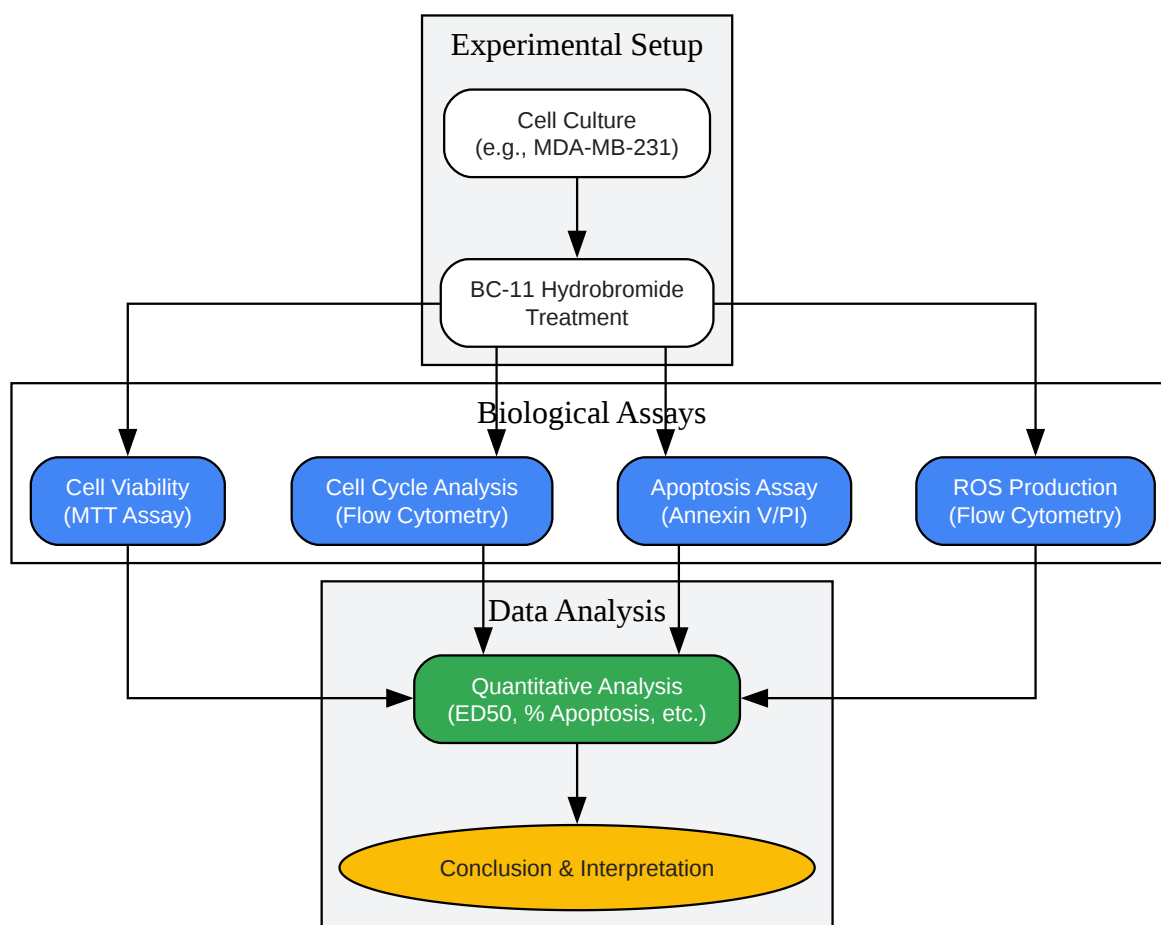 Experimental Setup
Cell Culture
(e.g., MDA-MB-231)
BC-11 Hydrobromide
Treatment
Biological Assays
Cell Viability
(MTT Assay)
Cell Cycle Analysis
(Flow Cytometry)
Apoptosis Assay
(Annexin V/PI)
ROS Production
(Flow Cytometry)
Data Analysis
Quantitative Analysis
(ED50, % Apoptosis, etc.)
Conclusion & Interpretation